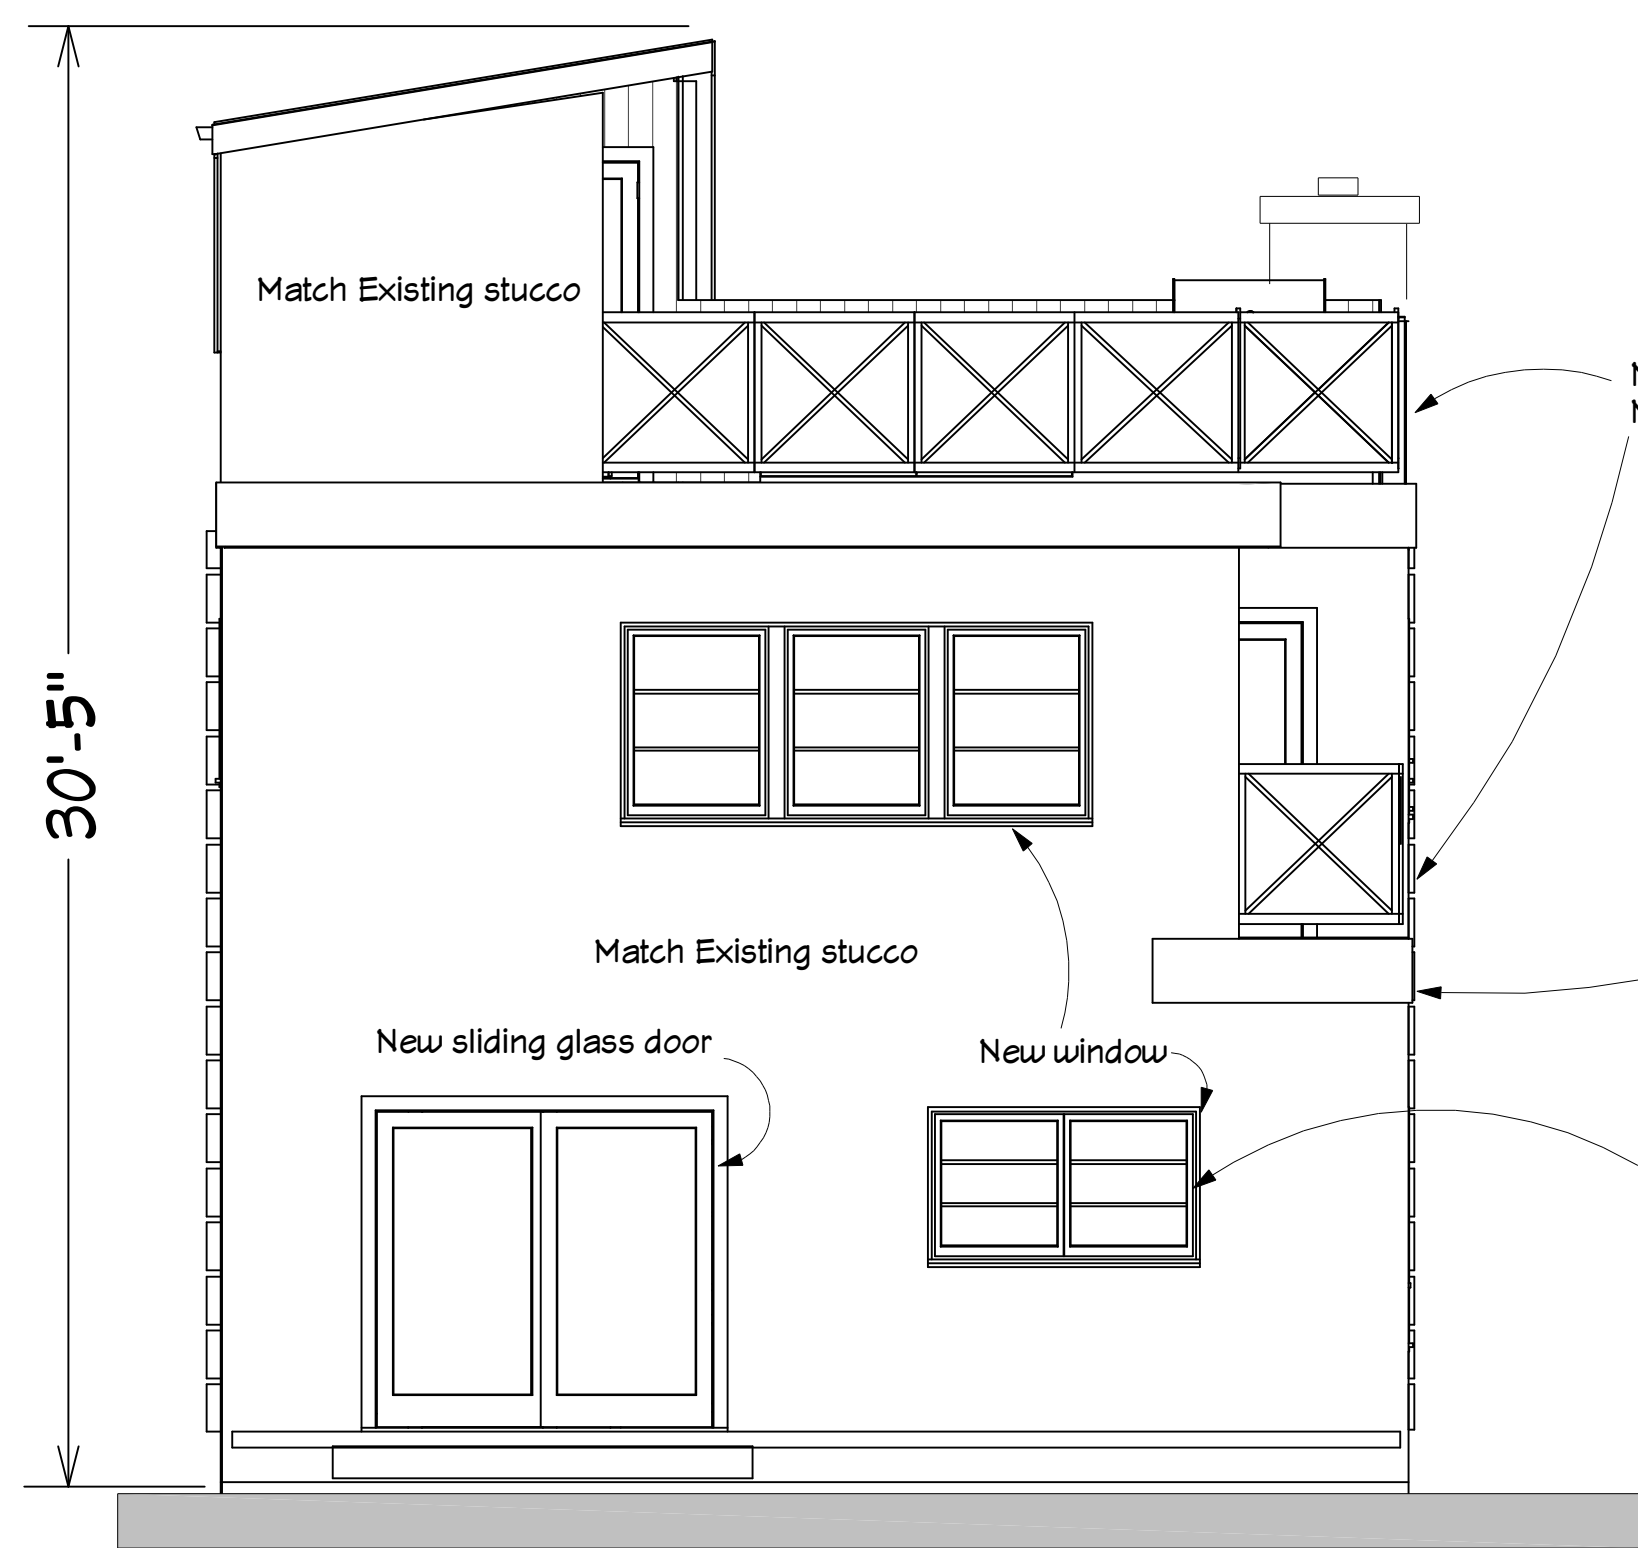 Match Existing stucco
30'-5"
Match Existing stucco
New sliding glass door
New window